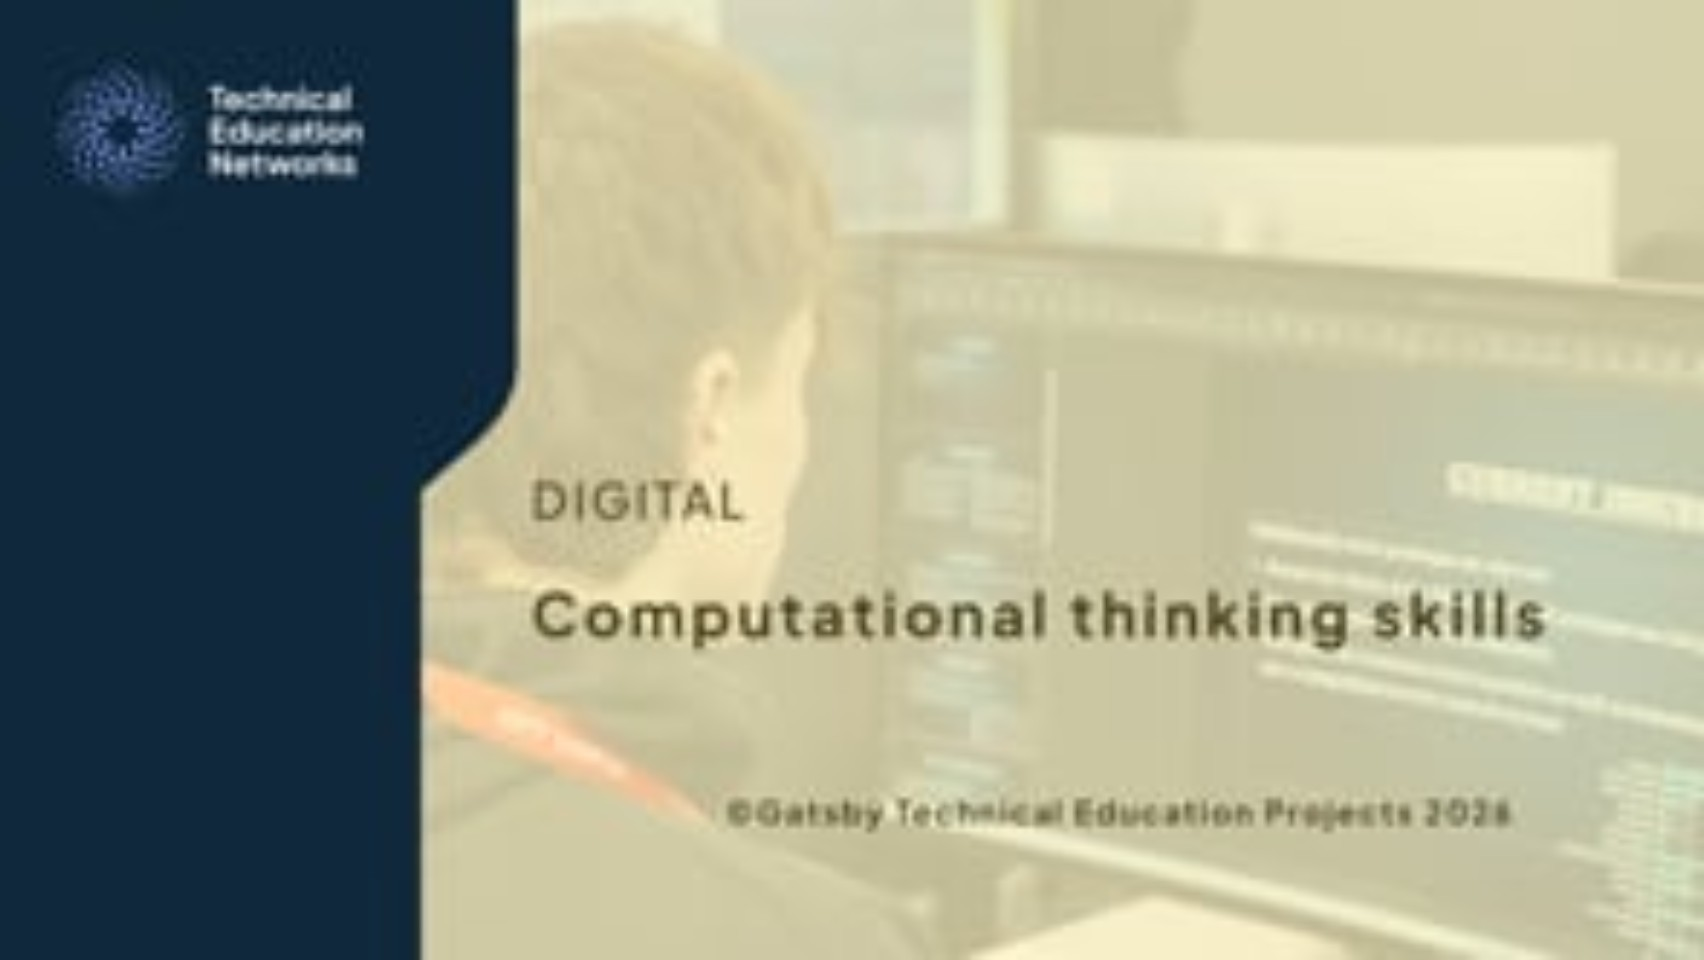 Technical
Education
Networks
DIGITAL
Computational thinking skills
©Gatsby Technical Education Projects 2026